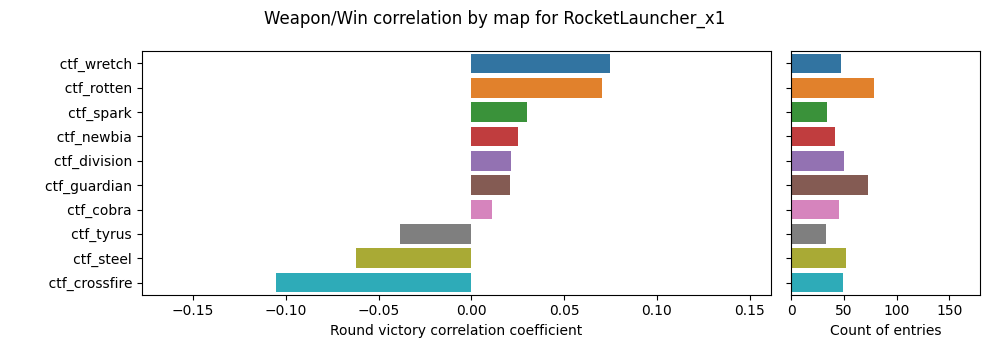 Weapon/Win correlation by map for RocketLauncher_x1
ctf_wretch
ctf_rotten
ctf_spark
ctf_newbia
ctf_division
ctf_guardian
ctf_cobra
ctf_tyrus
ctf_steel
ctf_crossfire
−0.15 −0.10 −0.05 0.00 0.05 0.10 0.15
Round victory correlation coefficient
0 50 100 150
Count of entries